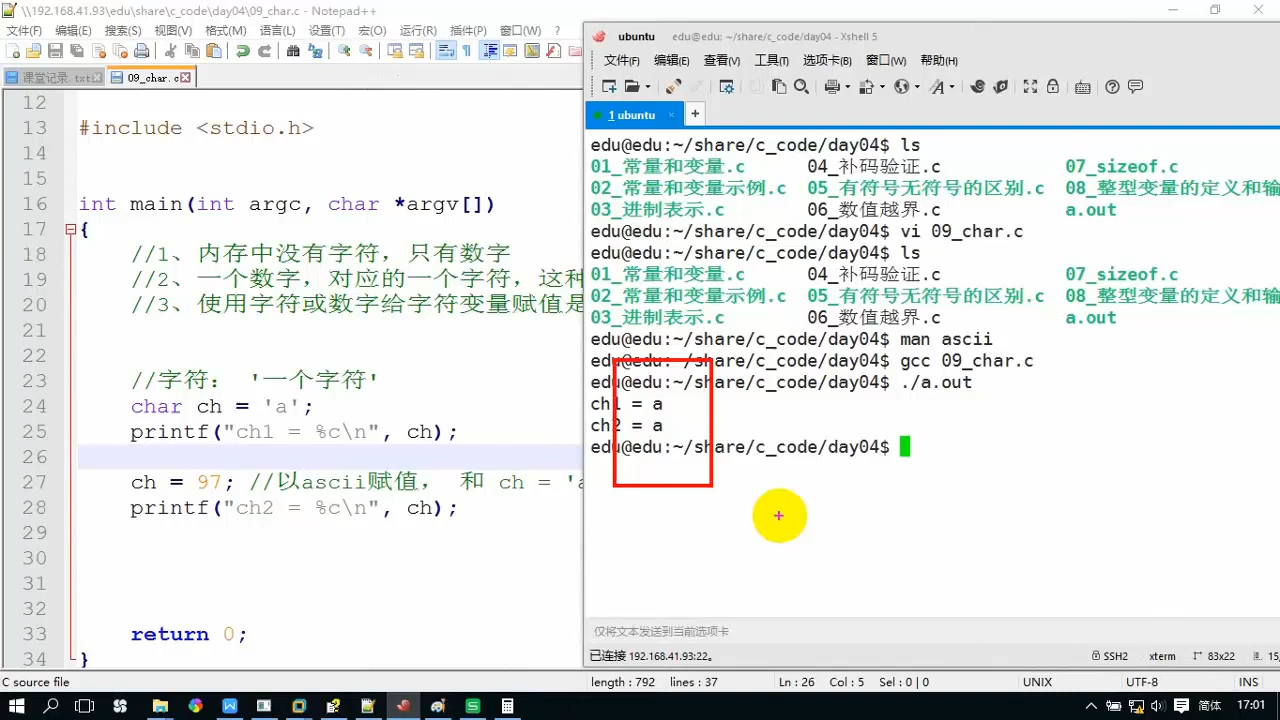 \\192.168.41.93\edu\share\c_code\day04\09_char.c - Notepad++
文件(F) 编辑(E) 搜索(S) 视图(V) 格式(M) 语言(L) 设置(T) 宏(O) 运行(R) 插件(P) 窗口(W) ?
课堂记录.txt 09_char.c
12
13 #include <stdio.h>
14
15
16 int main(int argc, char *argv[])
17 {
18 //1、内存中没有字符，只有数字
19 //2、一个数字，对应的一个字符，这种
20 //3、使用字符或数字给字符变量赋值是
21
22
23 //字符： '一个字符'
24 char ch = 'a';
25 printf("ch1 = %c\n", ch);
26
27 ch = 97; //以ascii赋值， 和 ch = 'a
28 printf("ch2 = %c\n", ch);
29
30
31
32
33 return 0;
34 }
ubuntu edu@edu: ~/share/c_code/day04 - Xshell 5
文件(F) 编辑(E) 查看(V) 工具(T) 选项卡(B) 窗口(W) 帮助(H)
1 ubuntu × +
edu@edu:~/share/c_code/day04$ ls
01_常量和变量.c 04_补码验证.c 07_sizeof.c
02_常量和变量示例.c 05_有符号无符号的区别.c 08_整型变量的定义和输
03_进制表示.c 06_数值越界.c a.out
edu@edu:~/share/c_code/day04$ vi 09_char.c
edu@edu:~/share/c_code/day04$ ls
01_常量和变量.c 04_补码验证.c 07_sizeof.c
02_常量和变量示例.c 05_有符号无符号的区别.c 08_整型变量的定义和输
03_进制表示.c 06_数值越界.c a.out
edu@edu:~/share/c_code/day04$ man ascii
edu@edu:~/share/c_code/day04$ gcc 09_char.c
edu@edu:~/share/c_code/day04$ ./a.out
ch1 = a
ch2 = a
edu@edu:~/share/c_code/day04$
仅将文本发送到当前选项卡
已连接 192.168.41.93:22。 SSH2 xterm 83x22 15,
C source file length : 792 lines : 37 Ln : 26 Col : 5 Sel : 0 | 0 UNIX UTF-8 INS
简体 17:01